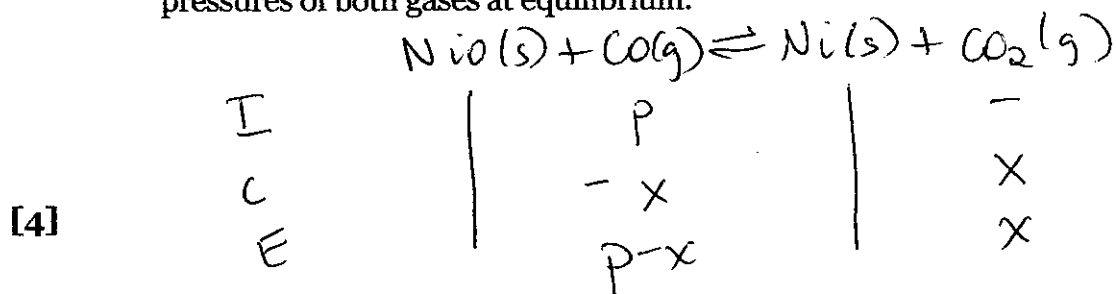 pressures of both gases at equilibrium.
NiO(s) + CO(g) ⇌ Ni(s) + CO₂(g)
I | P | -
C | - x | x
[4]
E | P-x | x